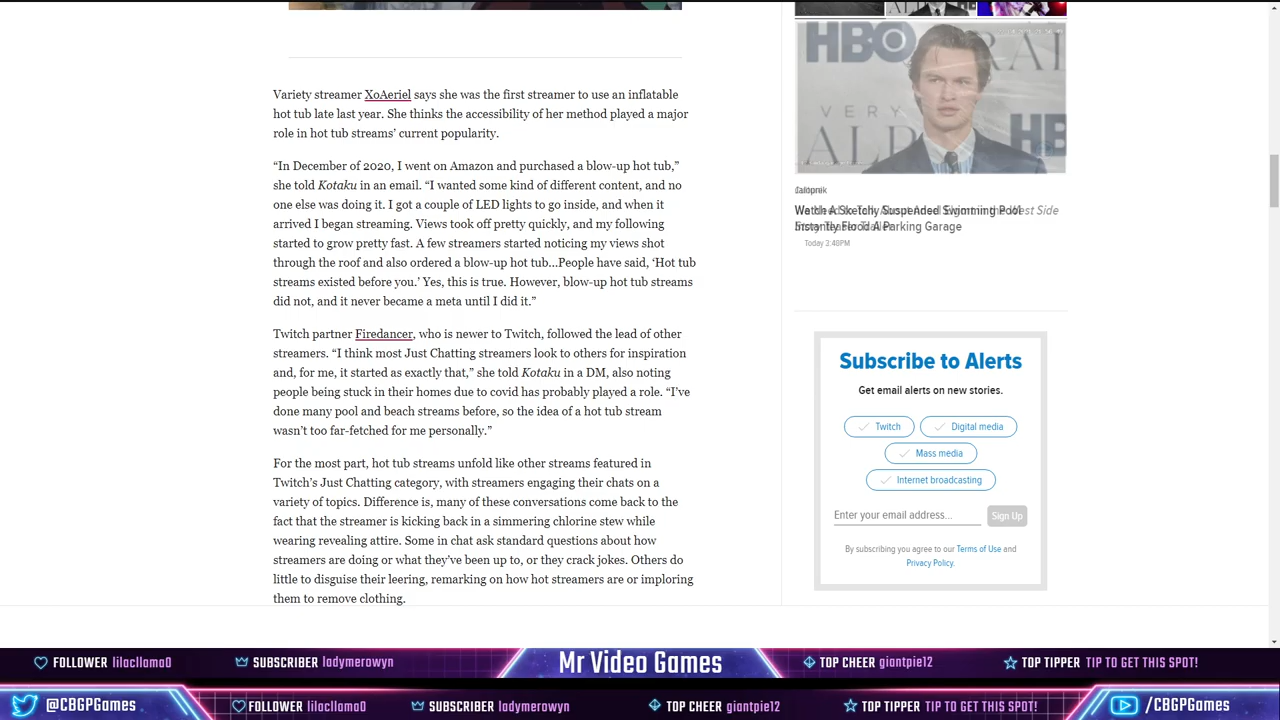 Variety streamer XoAeriel says she was the first streamer to use an inflatable
hot tub late last year. She thinks the accessibility of her method played a major
role in hot tub streams’ current popularity.
“In December of 2020, I went on Amazon and purchased a blow-up hot tub,”
she told Kotaku in an email. “I wanted some kind of different content, and no
one else was doing it. I got a couple of LED lights to go inside, and when it
arrived I began streaming. Views took off pretty quickly, and my following
started to grow pretty fast. A few streamers started noticing my views shot
through the roof and also ordered a blow-up hot tub…People have said, ‘Hot tub
streams existed before you.’ Yes, this is true. However, blow-up hot tub streams
did not, and it never became a meta until I did it.”
Twitch partner Firedancer, who is newer to Twitch, followed the lead of other
streamers. “I think most Just Chatting streamers look to others for inspiration
and, for me, it started as exactly that,” she told Kotaku in a DM, also noting
people being stuck in their homes due to covid has probably played a role. “I’ve
done many pool and beach streams before, so the idea of a hot tub stream
wasn’t too far-fetched for me personally.”
For the most part, hot tub streams unfold like other streams featured in
Twitch’s Just Chatting category, with streamers engaging their chats on a
variety of topics. Difference is, many of these conversations come back to the
fact that the streamer is kicking back in a simmering chlorine stew while
wearing revealing attire. Some in chat ask standard questions about how
streamers are doing or what they’ve been up to, or they crack jokes. Others do
little to disguise their leering, remarking on how hot streamers are or imploring
them to remove clothing.
HBO
RAI
VERY
ALR
HB
Jalopnik
Watch A Sketchy Suspended Swimming Pool
Instantly Flood A Parking Garage
West Side
Today 3:48PM
Subscribe to Alerts
Get email alerts on new stories.
Twitch
Digital media
Mass media
Internet broadcasting
Enter your email address...
Sign Up
By subscribing you agree to our Terms of Use and
Privacy Policy.
FOLLOWER lilacllama0
SUBSCRIBER ladymerowyn
Mr Video Games
TOP CHEER giantpie12
TOP TIPPER TIP TO GET THIS SPOT!
@CBGPGames
FOLLOWER lilacllama0
SUBSCRIBER ladymerowyn
TOP CHEER giantpie12
TOP TIPPER TIP TO GET THIS SPOT!
/CBGPGames